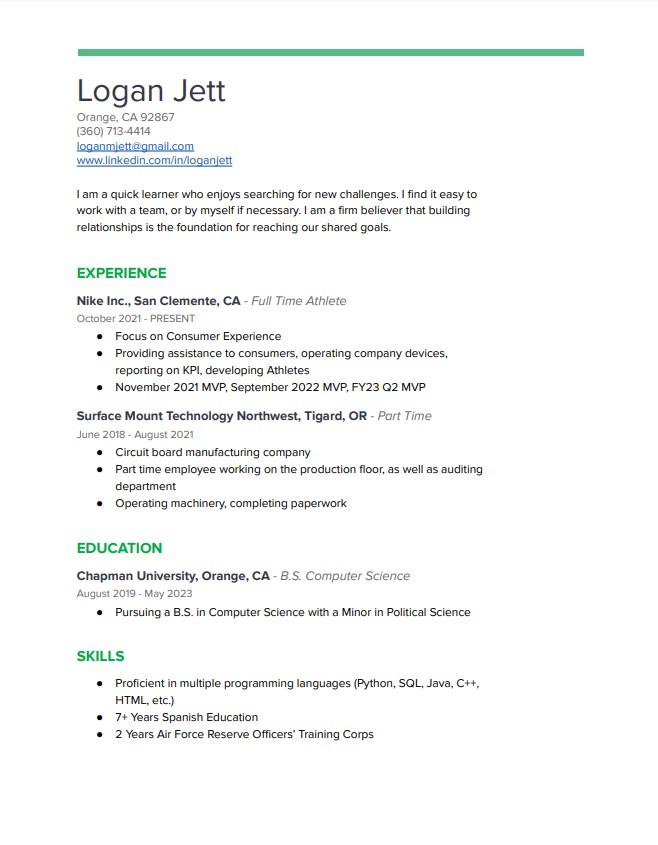 Logan Jett
Orange, CA 92867
(360) 713-4414
loganmjett@gmail.com
www.linkedin.com/in/loganjett
I am a quick learner who enjoys searching for new challenges. I find it easy to
work with a team, or by myself if necessary. I am a firm believer that building
relationships is the foundation for reaching our shared goals.
EXPERIENCE
Nike Inc., San Clemente, CA - Full Time Athlete
October 2021 - PRESENT
● Focus on Consumer Experience
● Providing assistance to consumers, operating company devices,
reporting on KPI, developing Athletes
● November 2021 MVP, September 2022 MVP, FY23 Q2 MVP
Surface Mount Technology Northwest, Tigard, OR - Part Time
June 2018 - August 2021
● Circuit board manufacturing company
● Part time employee working on the production floor, as well as auditing
department
● Operating machinery, completing paperwork
EDUCATION
Chapman University, Orange, CA - B.S. Computer Science
August 2019 - May 2023
● Pursuing a B.S. in Computer Science with a Minor in Political Science
SKILLS
● Proficient in multiple programming languages (Python, SQL, Java, C++,
HTML, etc.)
● 7+ Years Spanish Education
● 2 Years Air Force Reserve Officers' Training Corps